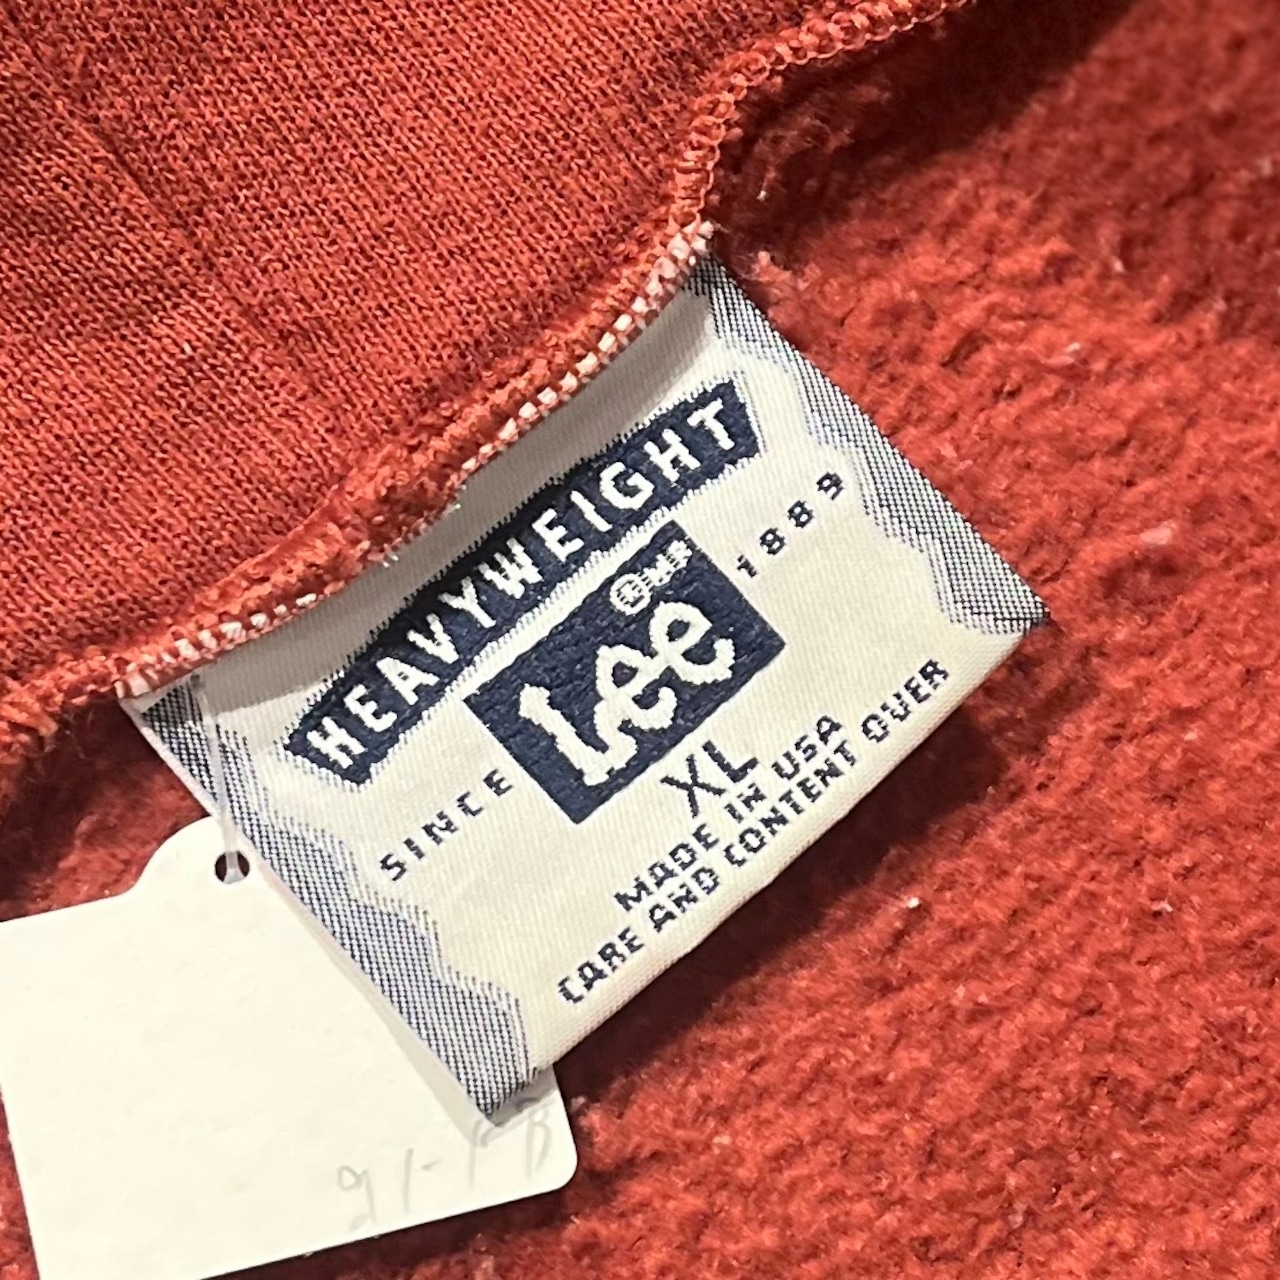 HEAVYWEIGHT
Lee®
SINCE 1889
XL
MADE IN USA
CARE AND CONTENT OVER